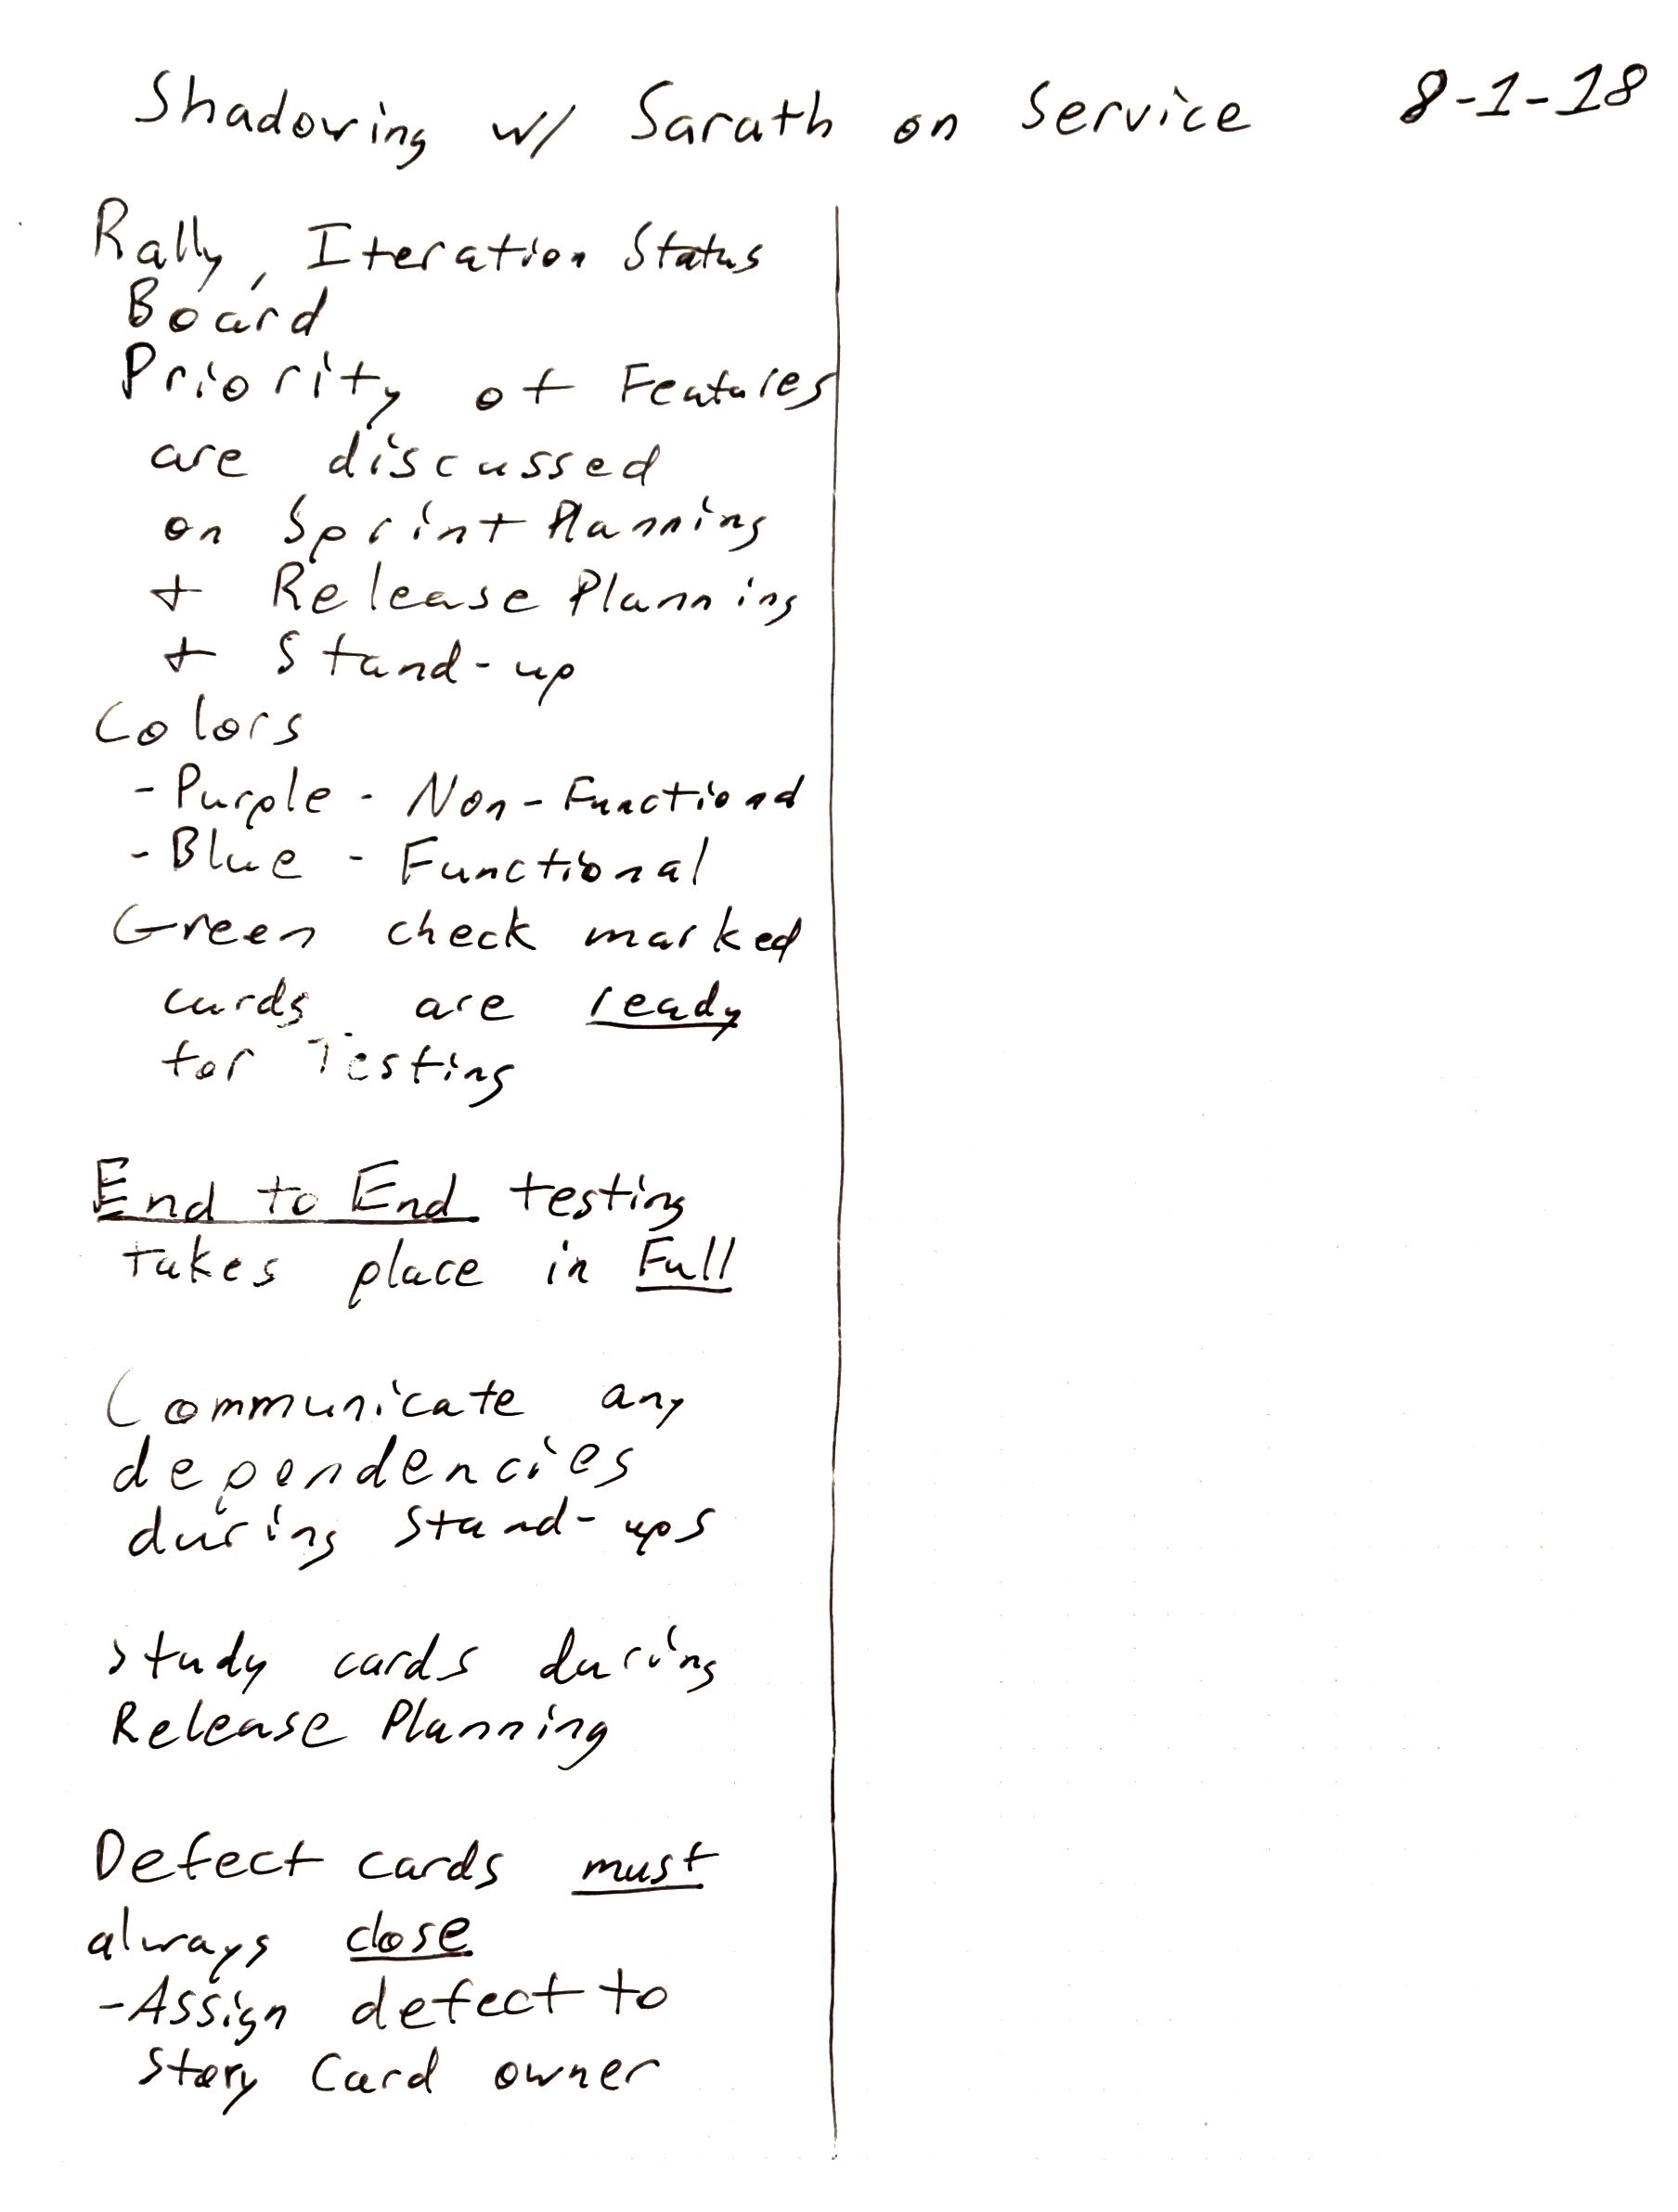 Shadowing w/ Sarath on Service 8-1-18
Rally, Iteration Status
Board
Priority of Features
are discussed
on Sprint Planning
+ Release Planning
+ Stand-up
Colors
- Purple - Non-Functional
- Blue - Functional
Green check marked
cards are ready
for Testing
End to End testing
takes place in Full
Communicate any
dependencies
during stand-ups
Study cards during
Release Planning
Defect cards must
always close
- Assign defect to
Story Card owner